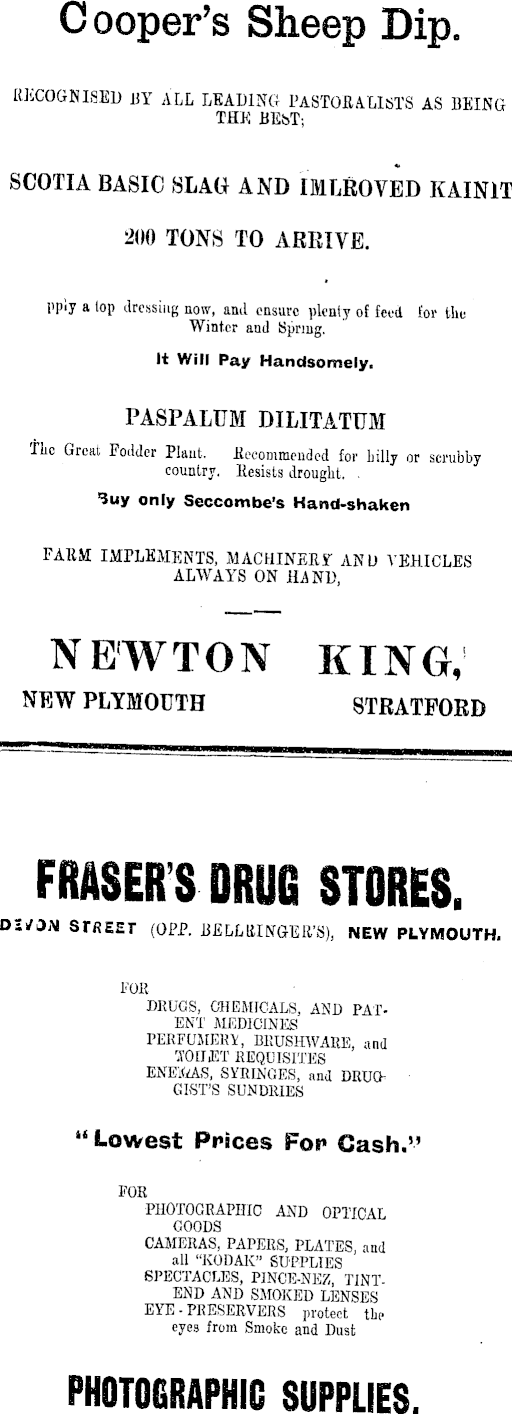 Cooper's Sheep Dip.
RECOGNISED BY ALL LEADING PASTORALISTS AS BEING
THE BEST;
SCOTIA BASIC SLAG AND IMLROVED KAINIT
200 TONS TO ARRIVE.
pply a top dressing now, and ensure plenty of feed for the
Winter and Spring.
It Will Pay Handsomely.
PASPALUM DILITATUM
The Great Fodder Plant. Recommended for hilly or scrubby
country. Resists drought.
Buy only Seccombe's Hand-shaken
FARM IMPLEMENTS, MACHINERY AND VEHICLES
ALWAYS ON HAND,
NEWTON KING,
NEW PLYMOUTH STRATFORD
FRASER'S DRUG STORES.
DEVON STREET (OPP. BELLRINGER'S), NEW PLYMOUTH.
FOR
DRUGS, CHEMICALS, AND PAT-
ENT MEDICINES
PERFUMERY, BRUSHWARE, and
TOILET REQUISITES
ENEMAS, SYRINGES, and DRUG-
GIST'S SUNDRIES
"Lowest Prices For Cash."
FOR
PHOTOGRAPHIC AND OPTICAL
GOODS
CAMERAS, PAPERS, PLATES, and
all "KODAK" SUPPLIES
SPECTACLES, PINCE-NEZ, TINT-
END AND SMOKED LENSES
EYE-PRESERVERS protect the
eyes from Smoke and Dust
PHOTOGRAPHIC SUPPLIES.